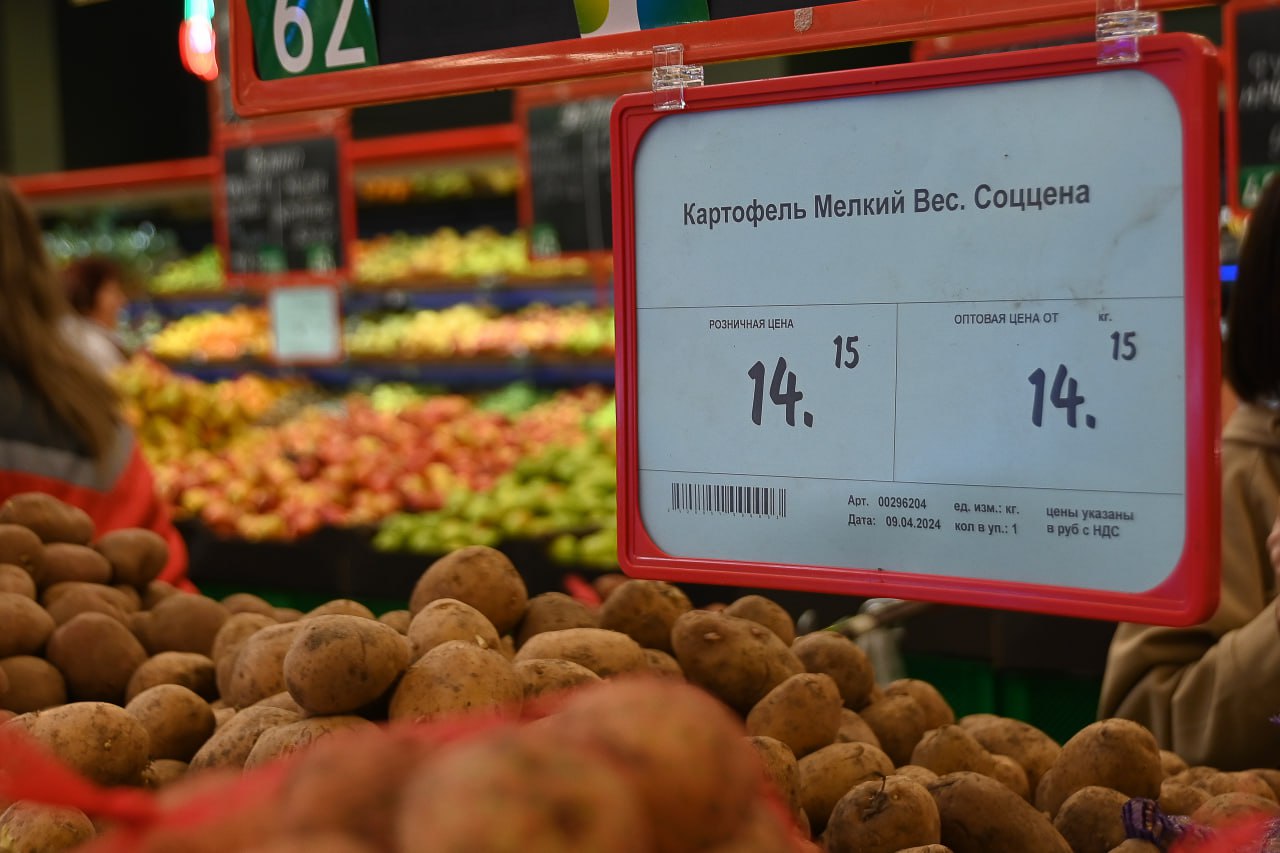 62
Картофель Мелкий Вес. Соццена
РОЗНИЧНАЯ ЦЕНА
14. 15
ОПТОВАЯ ЦЕНА ОТ кг.
14. 15
Арт. 00296204 ед. изм.: кг. цены указаны
Дата: 09.04.2024 кол в уп.: 1 в руб с НДС